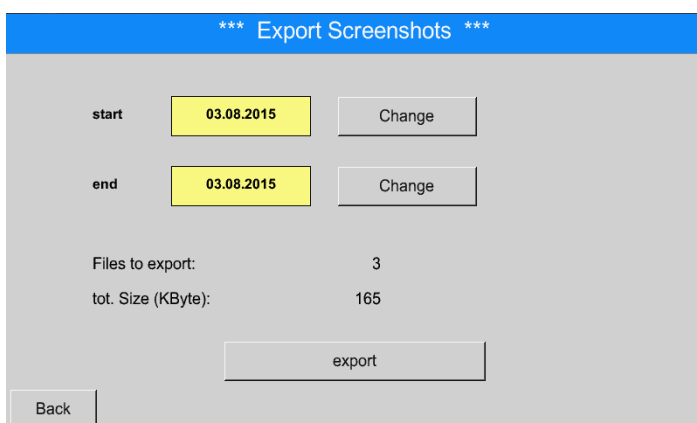 *** Export Screenshots ***
start 03.08.2015 Change
end 03.08.2015 Change
Files to export: 3
tot. Size (KByte): 165
export
Back